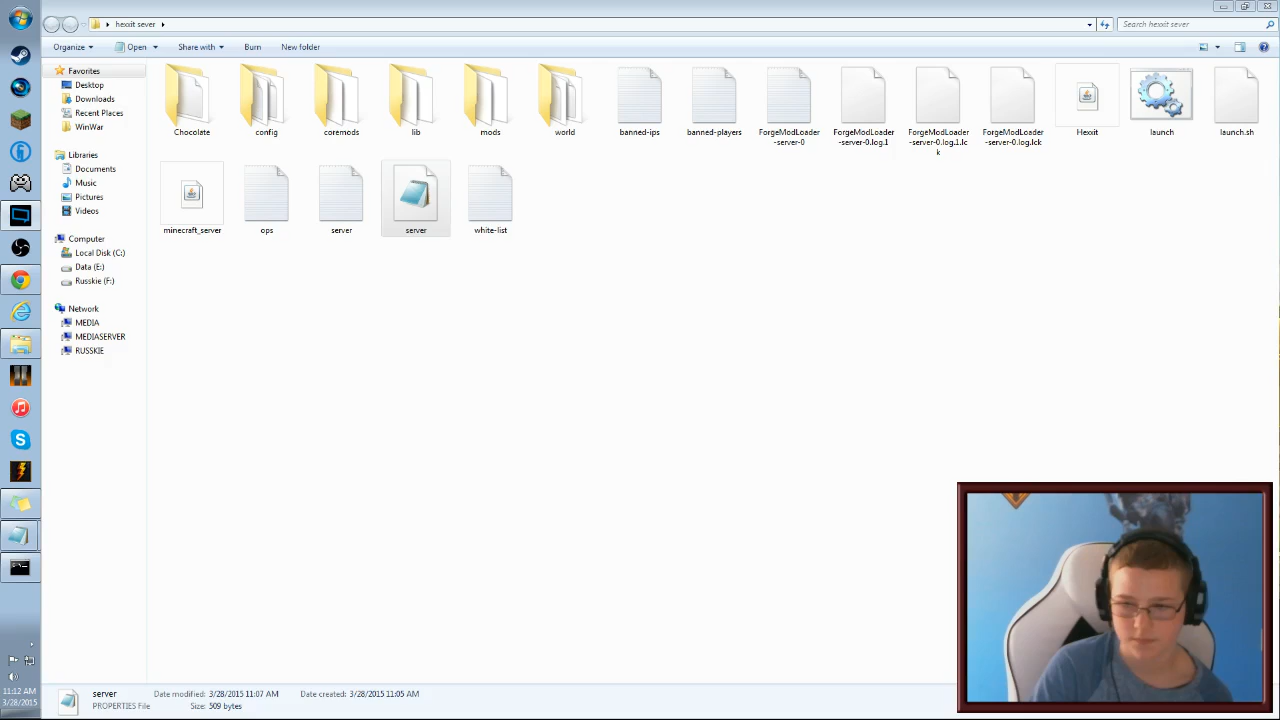 hexxit sever
Search hexxit sever
Organize Open Share with Burn New folder
Favorites
Desktop
Downloads
Recent Places
WinWar
Libraries
Documents
Music
Pictures
Videos
Computer
Local Disk (C:)
Data (E:)
Russkie (F:)
Network
MEDIA
MEDIASERVER
RUSSKIE
Chocolate
config
coremods
lib
mods
world
banned-ips
banned-players
ForgeModLoader
-server-0
ForgeModLoader
-server-0.log.1
ForgeModLoader
-server-0.log.1.lc
k
ForgeModLoader
-server-0.log.lck
Hexxit
launch
launch.sh
minecraft_server
ops
server
server
white-list
11:12 AM
3/28/2015
server Date modified: 3/28/2015 11:07 AM Date created: 3/28/2015 11:05 AM
PROPERTIES File Size: 509 bytes